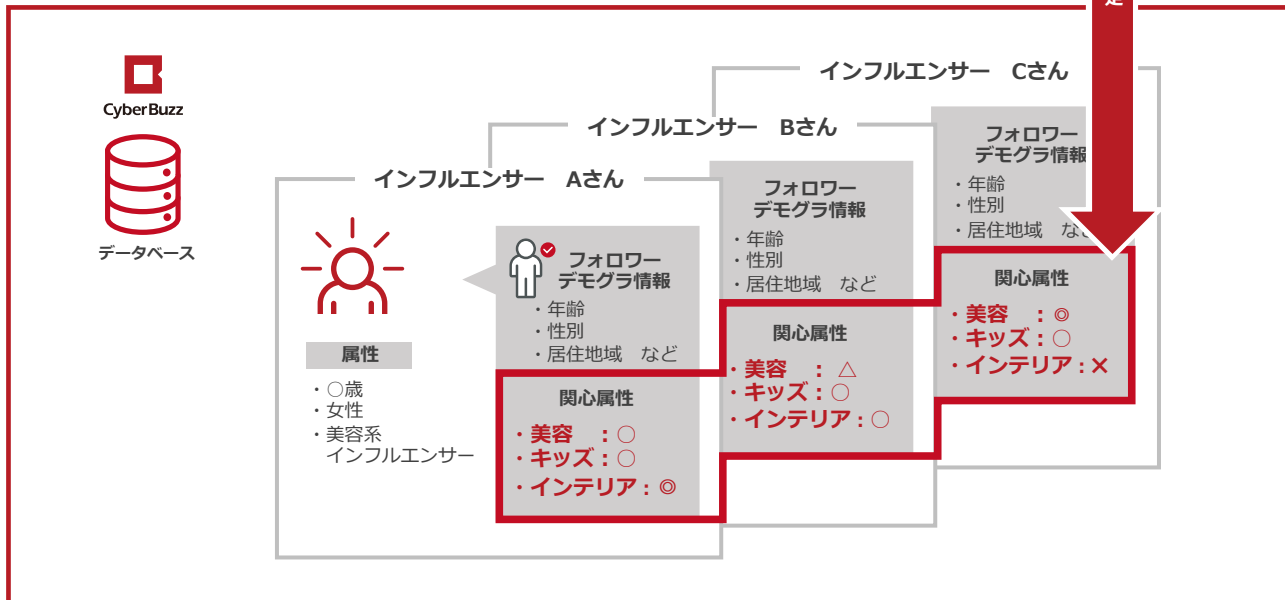 CyberBuzz
データベース
インフルエンサー　Aさん
属性
・〇歳
・女性
・美容系
インフルエンサー
フォロワー
デモグラ情報
・年齢
・性別
・居住地域　など
関心属性
・美容　：〇
・キッズ：〇
・インテリア：◎
インフルエンサー　Bさん
フォロワー
デモグラ情報
・年齢
・性別
・居住地域　など
関心属性
・美容　：△
・キッズ：〇
・インテリア：〇
インフルエンサー　Cさん
フォロワー
デモグラ情報
・年齢
・性別
・居住地域　な
関心属性
・美容　：◎
・キッズ：〇
・インテリア：×